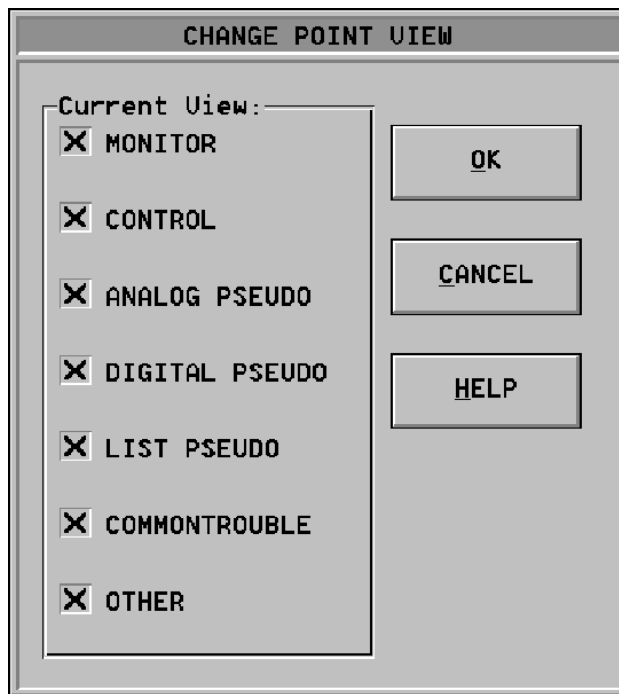 CHANGE POINT VIEW
Current View:
MONITOR
CONTROL
ANALOG PSEUDO
DIGITAL PSEUDO
LIST PSEUDO
COMMONTROUBLE
OTHER
OK
CANCEL
HELP